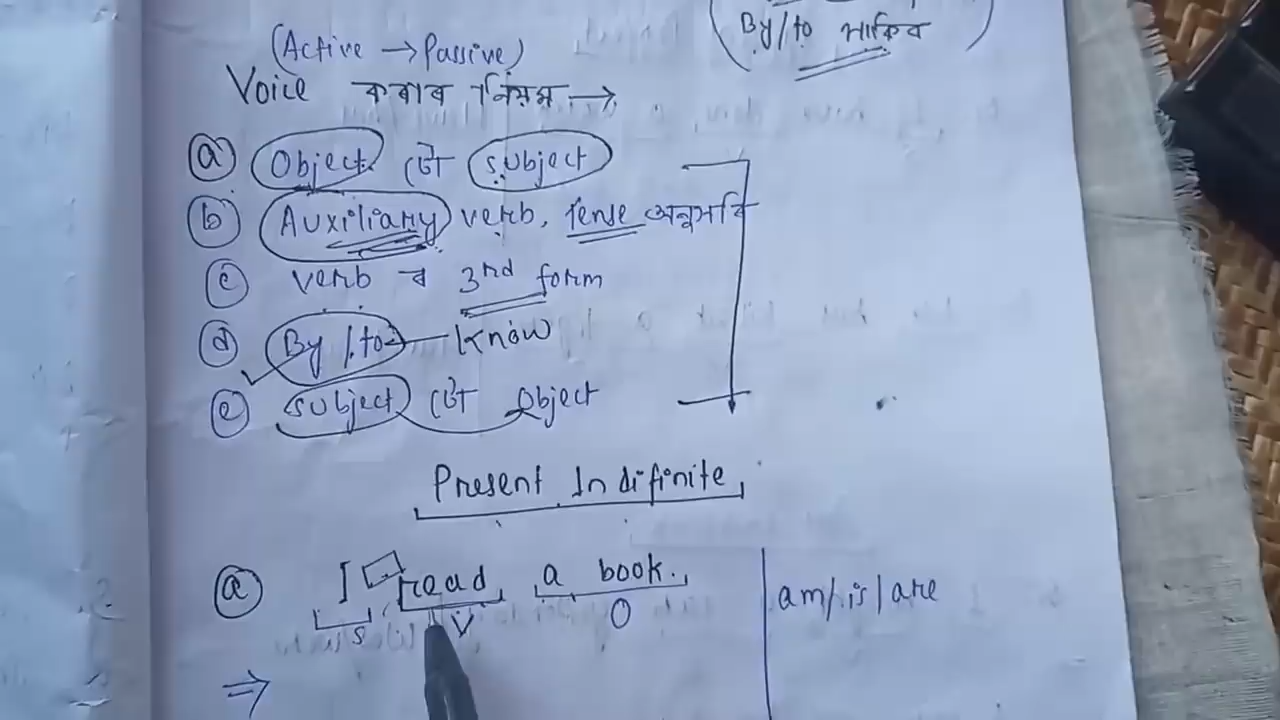 By/to থাকিব
(Active → Passive)
Voice কৰাৰ নিয়ম →
(a) Object টো subject
(b) Auxiliary verb, Tense অনুসৰি
(c) verb ৰ 3rd form
(d) By/to — Know
(e) Subject টো Object
Present Indifinite
(a) I read a book. am/is/are
S V O
⇒